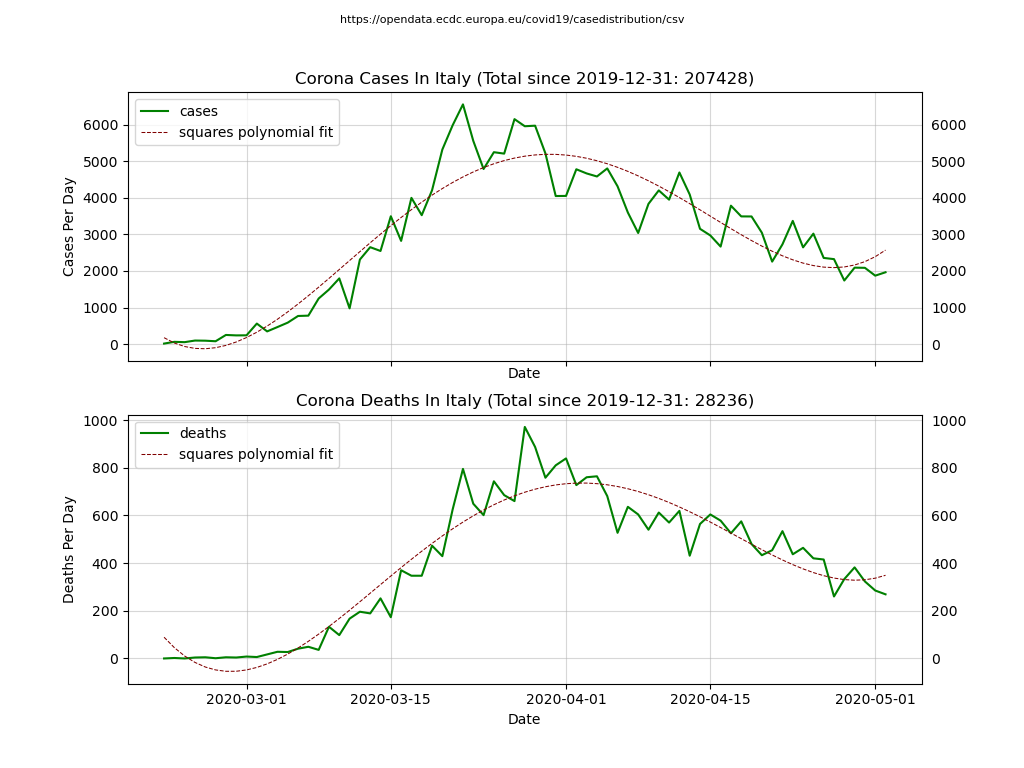 https://opendata.ecdc.europa.eu/covid19/casedistribution/csv
Corona Cases In Italy (Total since 2019-12-31: 207428)
cases
squares polynomial fit
Cases Per Day
6000
5000
4000
3000
2000
1000
0
6000
5000
4000
3000
2000
1000
0
Date
Corona Deaths In Italy (Total since 2019-12-31: 28236)
deaths
squares polynomial fit
Deaths Per Day
1000
800
600
400
200
0
1000
800
600
400
200
0
2020-03-01 2020-03-15 2020-04-01 2020-04-15 2020-05-01
Date